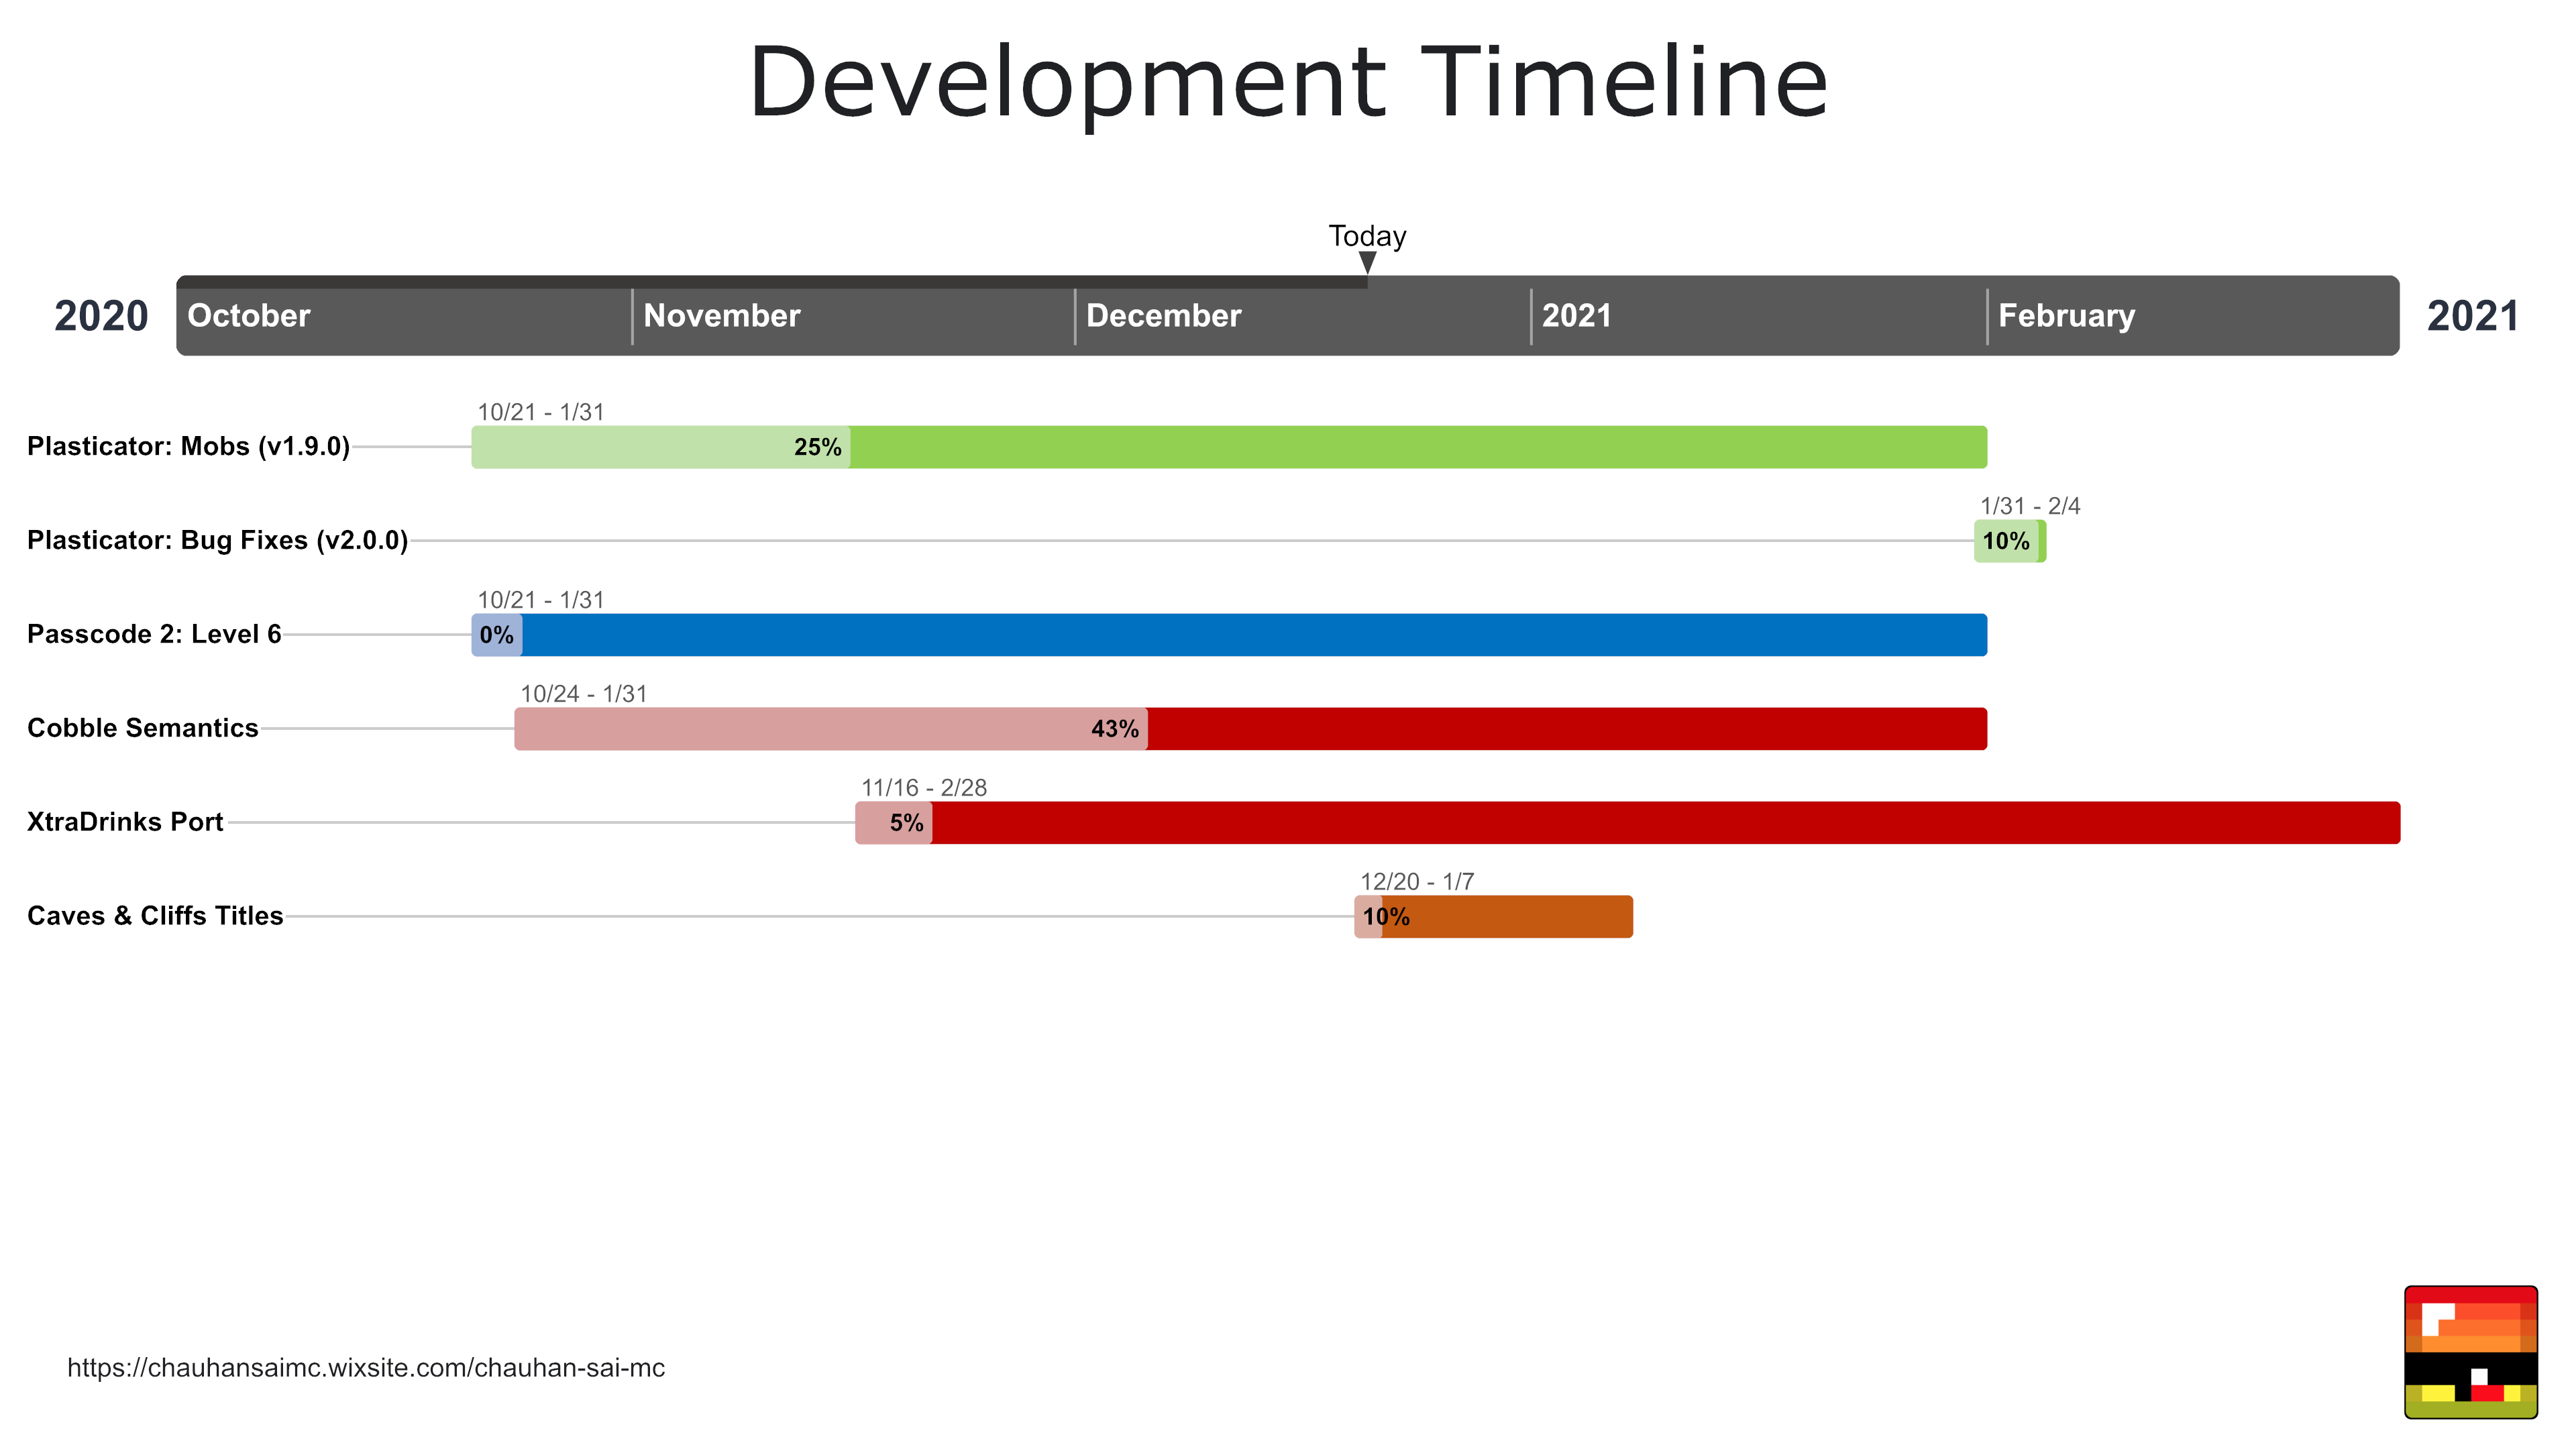 Development Timeline
Today
2020 October November December 2021 February 2021
10/21 - 1/31
Plasticator: Mobs (v1.9.0) 25%
1/31 - 2/4
Plasticator: Bug Fixes (v2.0.0) 10%
10/21 - 1/31
Passcode 2: Level 6 0%
10/24 - 1/31
Cobble Semantics 43%
11/16 - 2/28
XtraDrinks Port 5%
12/20 - 1/7
Caves & Cliffs Titles 10%
https://chauhansaimc.wixsite.com/chauhan-sai-mc